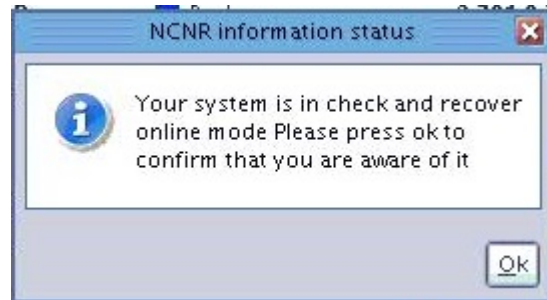 NCNR information status
Your system is in check and recover
online mode Please press ok to
confirm that you are aware of it
Ok